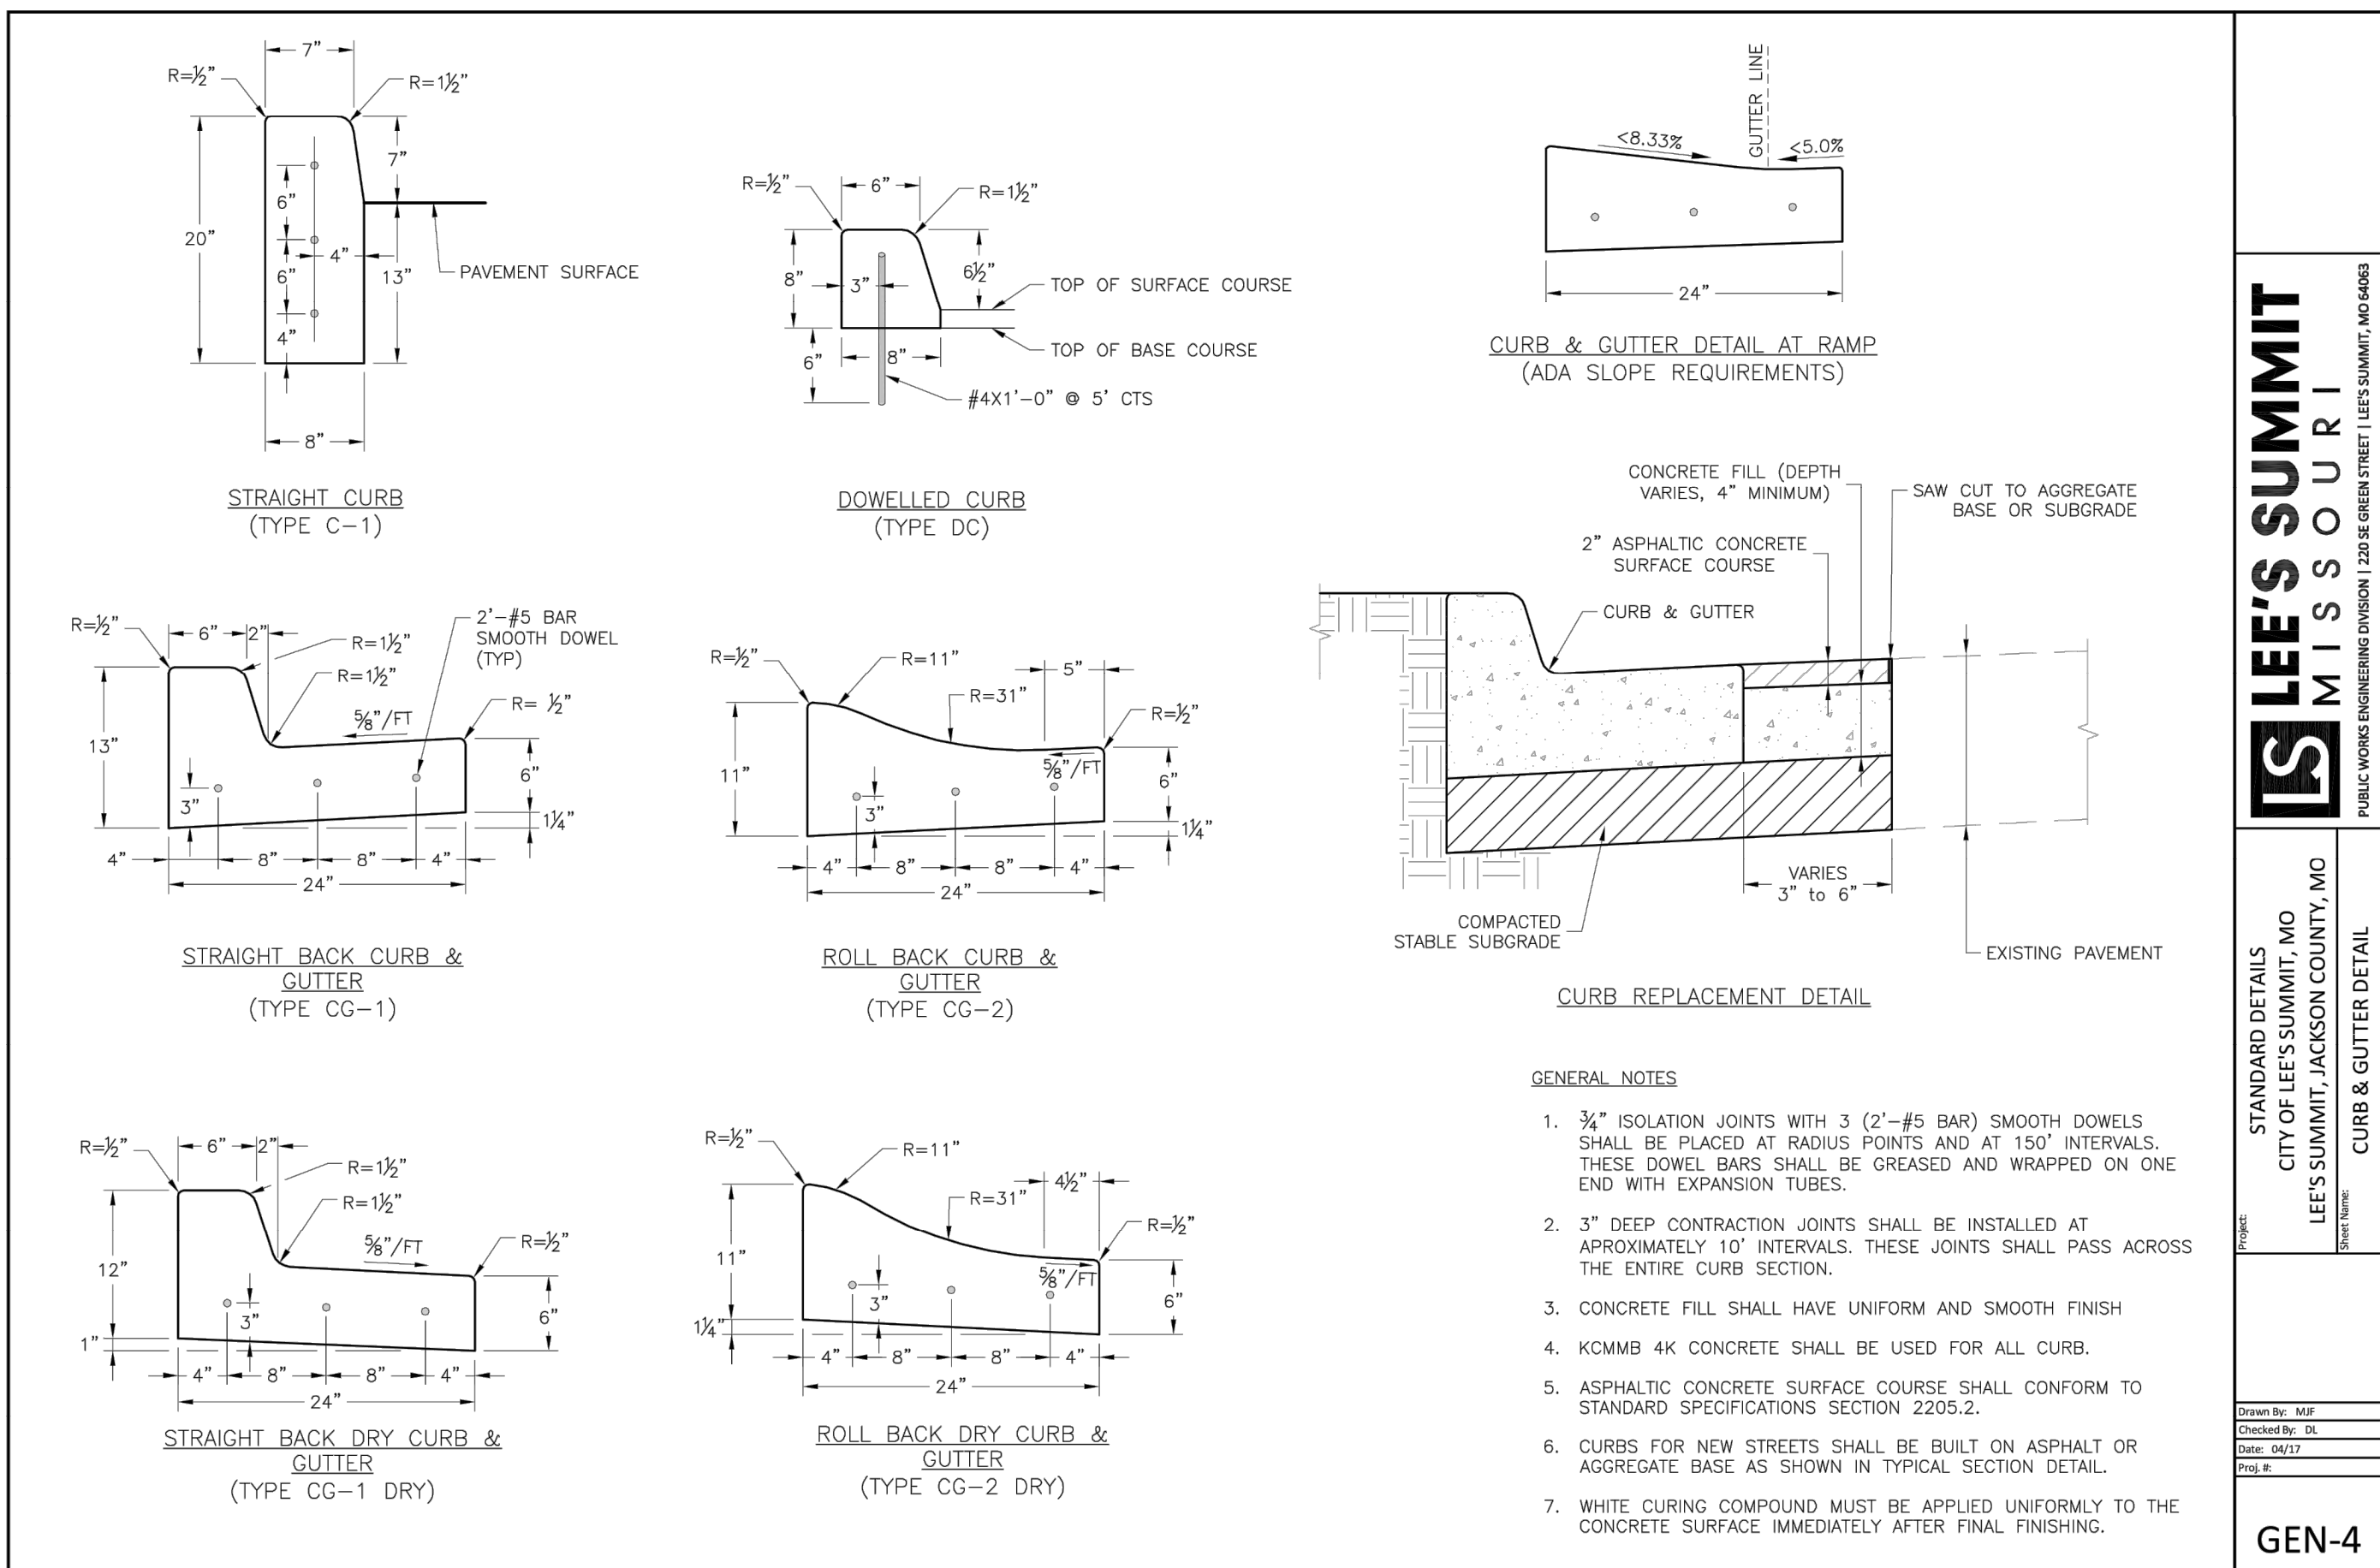 7”
R=½”
R=1½”
7”
6”
20”
4”
6”
13”
PAVEMENT SURFACE
4”
8”
STRAIGHT CURB
(TYPE C-1)
R=½”
6”
R=1½”
8”
3”
6½”
TOP OF SURFACE COURSE
TOP OF BASE COURSE
6”
8”
#4X1'-0” @ 5' CTS
DOWELLED CURB
(TYPE DC)
GUTTER LINE
<8.33%
<5.0%
24”
CURB & GUTTER DETAIL AT RAMP
(ADA SLOPE REQUIREMENTS)
R=½”
6”
2”
R=1½”
R=1½”
2'-#5 BAR
SMOOTH DOWEL
(TYP)
R= ½”
⅝”/FT
13”
3”
6”
1¼”
4”
8”
8”
4”
24”
STRAIGHT BACK CURB &
GUTTER
(TYPE CG-1)
R=½”
R=11”
R=31”
5”
R=½”
⅝”/FT
11”
3”
6”
1¼”
4”
8”
8”
4”
24”
ROLL BACK CURB &
GUTTER
(TYPE CG-2)
CONCRETE FILL (DEPTH
VARIES, 4” MINIMUM)
SAW CUT TO AGGREGATE
BASE OR SUBGRADE
2” ASPHALTIC CONCRETE
SURFACE COURSE
CURB & GUTTER
VARIES
3” to 6”
COMPACTED
STABLE SUBGRADE
EXISTING PAVEMENT
CURB REPLACEMENT DETAIL
R=½”
6”
2”
R=1½”
R=1½”
⅝”/FT
R=½”
12”
3”
6”
1”
4”
8”
8”
4”
24”
STRAIGHT BACK DRY CURB &
GUTTER
(TYPE CG-1 DRY)
R=½”
R=11”
R=31”
4½”
R=½”
⅝”/FT
11”
3”
6”
1¼”
4”
8”
8”
4”
24”
ROLL BACK DRY CURB &
GUTTER
(TYPE CG-2 DRY)
GENERAL NOTES
1. ¾” ISOLATION JOINTS WITH 3 (2'-#5 BAR) SMOOTH DOWELS
SHALL BE PLACED AT RADIUS POINTS AND AT 150' INTERVALS.
THESE DOWEL BARS SHALL BE GREASED AND WRAPPED ON ONE
END WITH EXPANSION TUBES.
2. 3” DEEP CONTRACTION JOINTS SHALL BE INSTALLED AT
APROXIMATELY 10' INTERVALS. THESE JOINTS SHALL PASS ACROSS
THE ENTIRE CURB SECTION.
3. CONCRETE FILL SHALL HAVE UNIFORM AND SMOOTH FINISH
4. KCMMB 4K CONCRETE SHALL BE USED FOR ALL CURB.
5. ASPHALTIC CONCRETE SURFACE COURSE SHALL CONFORM TO
STANDARD SPECIFICATIONS SECTION 2205.2.
6. CURBS FOR NEW STREETS SHALL BE BUILT ON ASPHALT OR
AGGREGATE BASE AS SHOWN IN TYPICAL SECTION DETAIL.
7. WHITE CURING COMPOUND MUST BE APPLIED UNIFORMLY TO THE
CONCRETE SURFACE IMMEDIATELY AFTER FINAL FINISHING.
LS
LEE'S SUMMIT
MISSOURI
PUBLIC WORKS ENGINEERING DIVISION | 220 SE GREEN STREET | LEE'S SUMMIT, MO 64063
Project:
STANDARD DETAILS
CITY OF LEE'S SUMMIT, MO
LEE'S SUMMIT, JACKSON COUNTY, MO
Sheet Name:
CURB & GUTTER DETAIL
Drawn By: MJF
Checked By: DL
Date: 04/17
Proj. #:
GEN-4